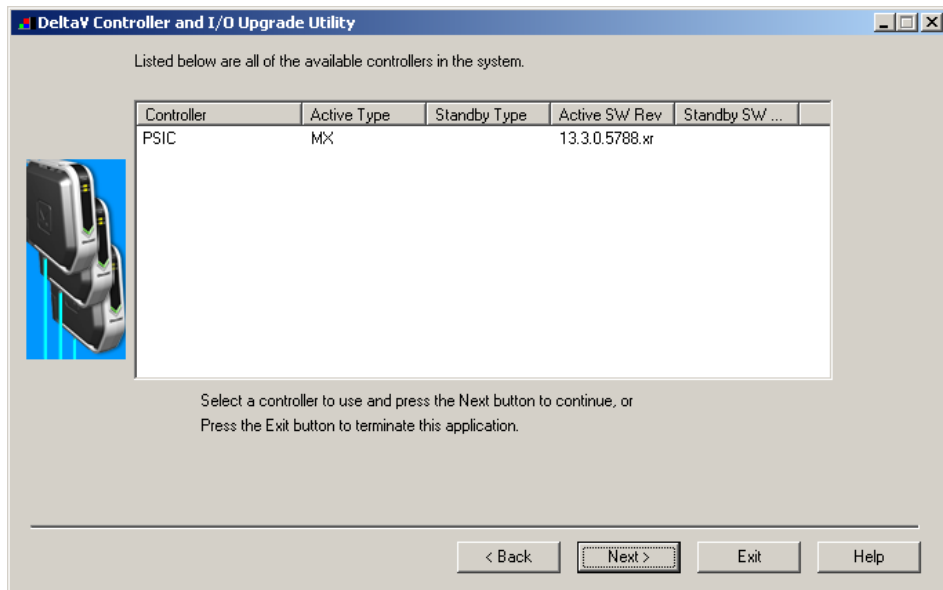 DeltaV Controller and I/O Upgrade Utility
Listed below are all of the available controllers in the system.
Controller Active Type Standby Type Active SW Rev Standby SW ...
PSIC MX 13.3.0.5788.xr
Select a controller to use and press the Next button to continue, or
Press the Exit button to terminate this application.
< Back Next > Exit Help